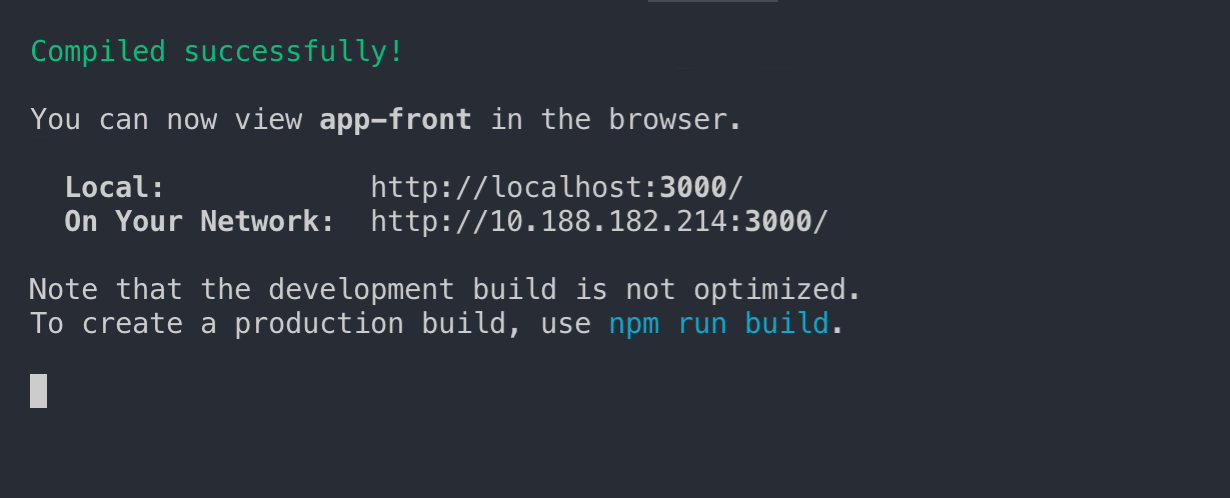 Compiled successfully!
You can now view app-front in the browser.
Local: http://localhost:3000/
On Your Network: http://10.188.182.214:3000/
Note that the development build is not optimized.
To create a production build, use npm run build.